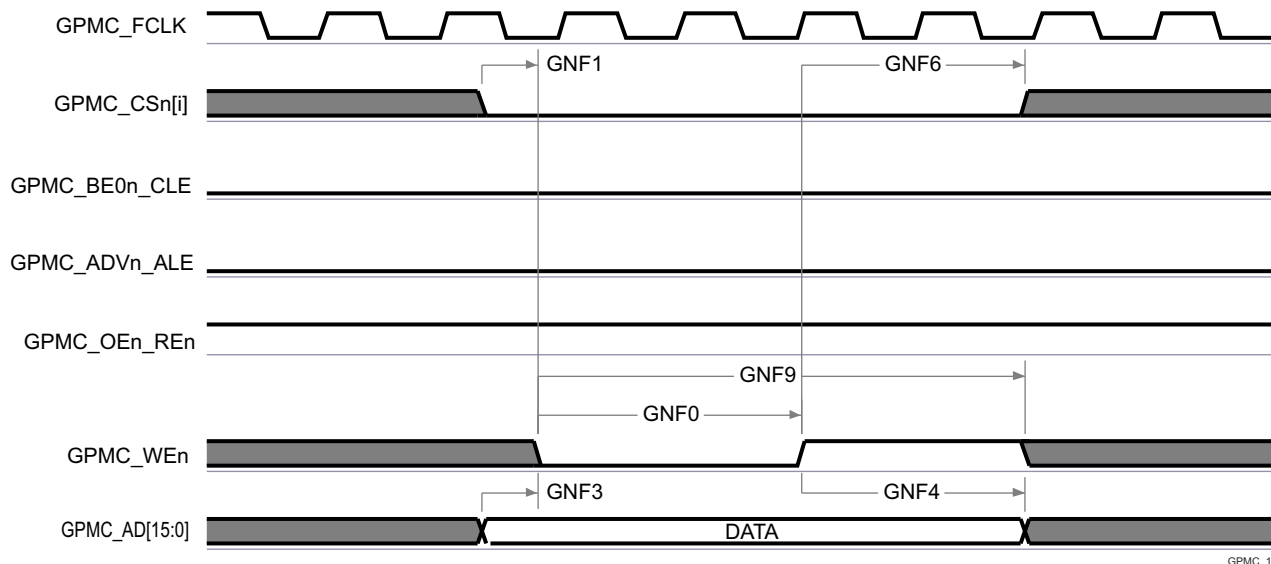 GPMC_FCLK
GNF1
GNF6
GPMC_CSn[i]
GPMC_BE0n_CLE
GPMC_ADVn_ALE
GPMC_OEn_REn
GNF9
GNF0
GPMC_WEn
GNF3
GNF4
GPMC_AD[15:0]
DATA